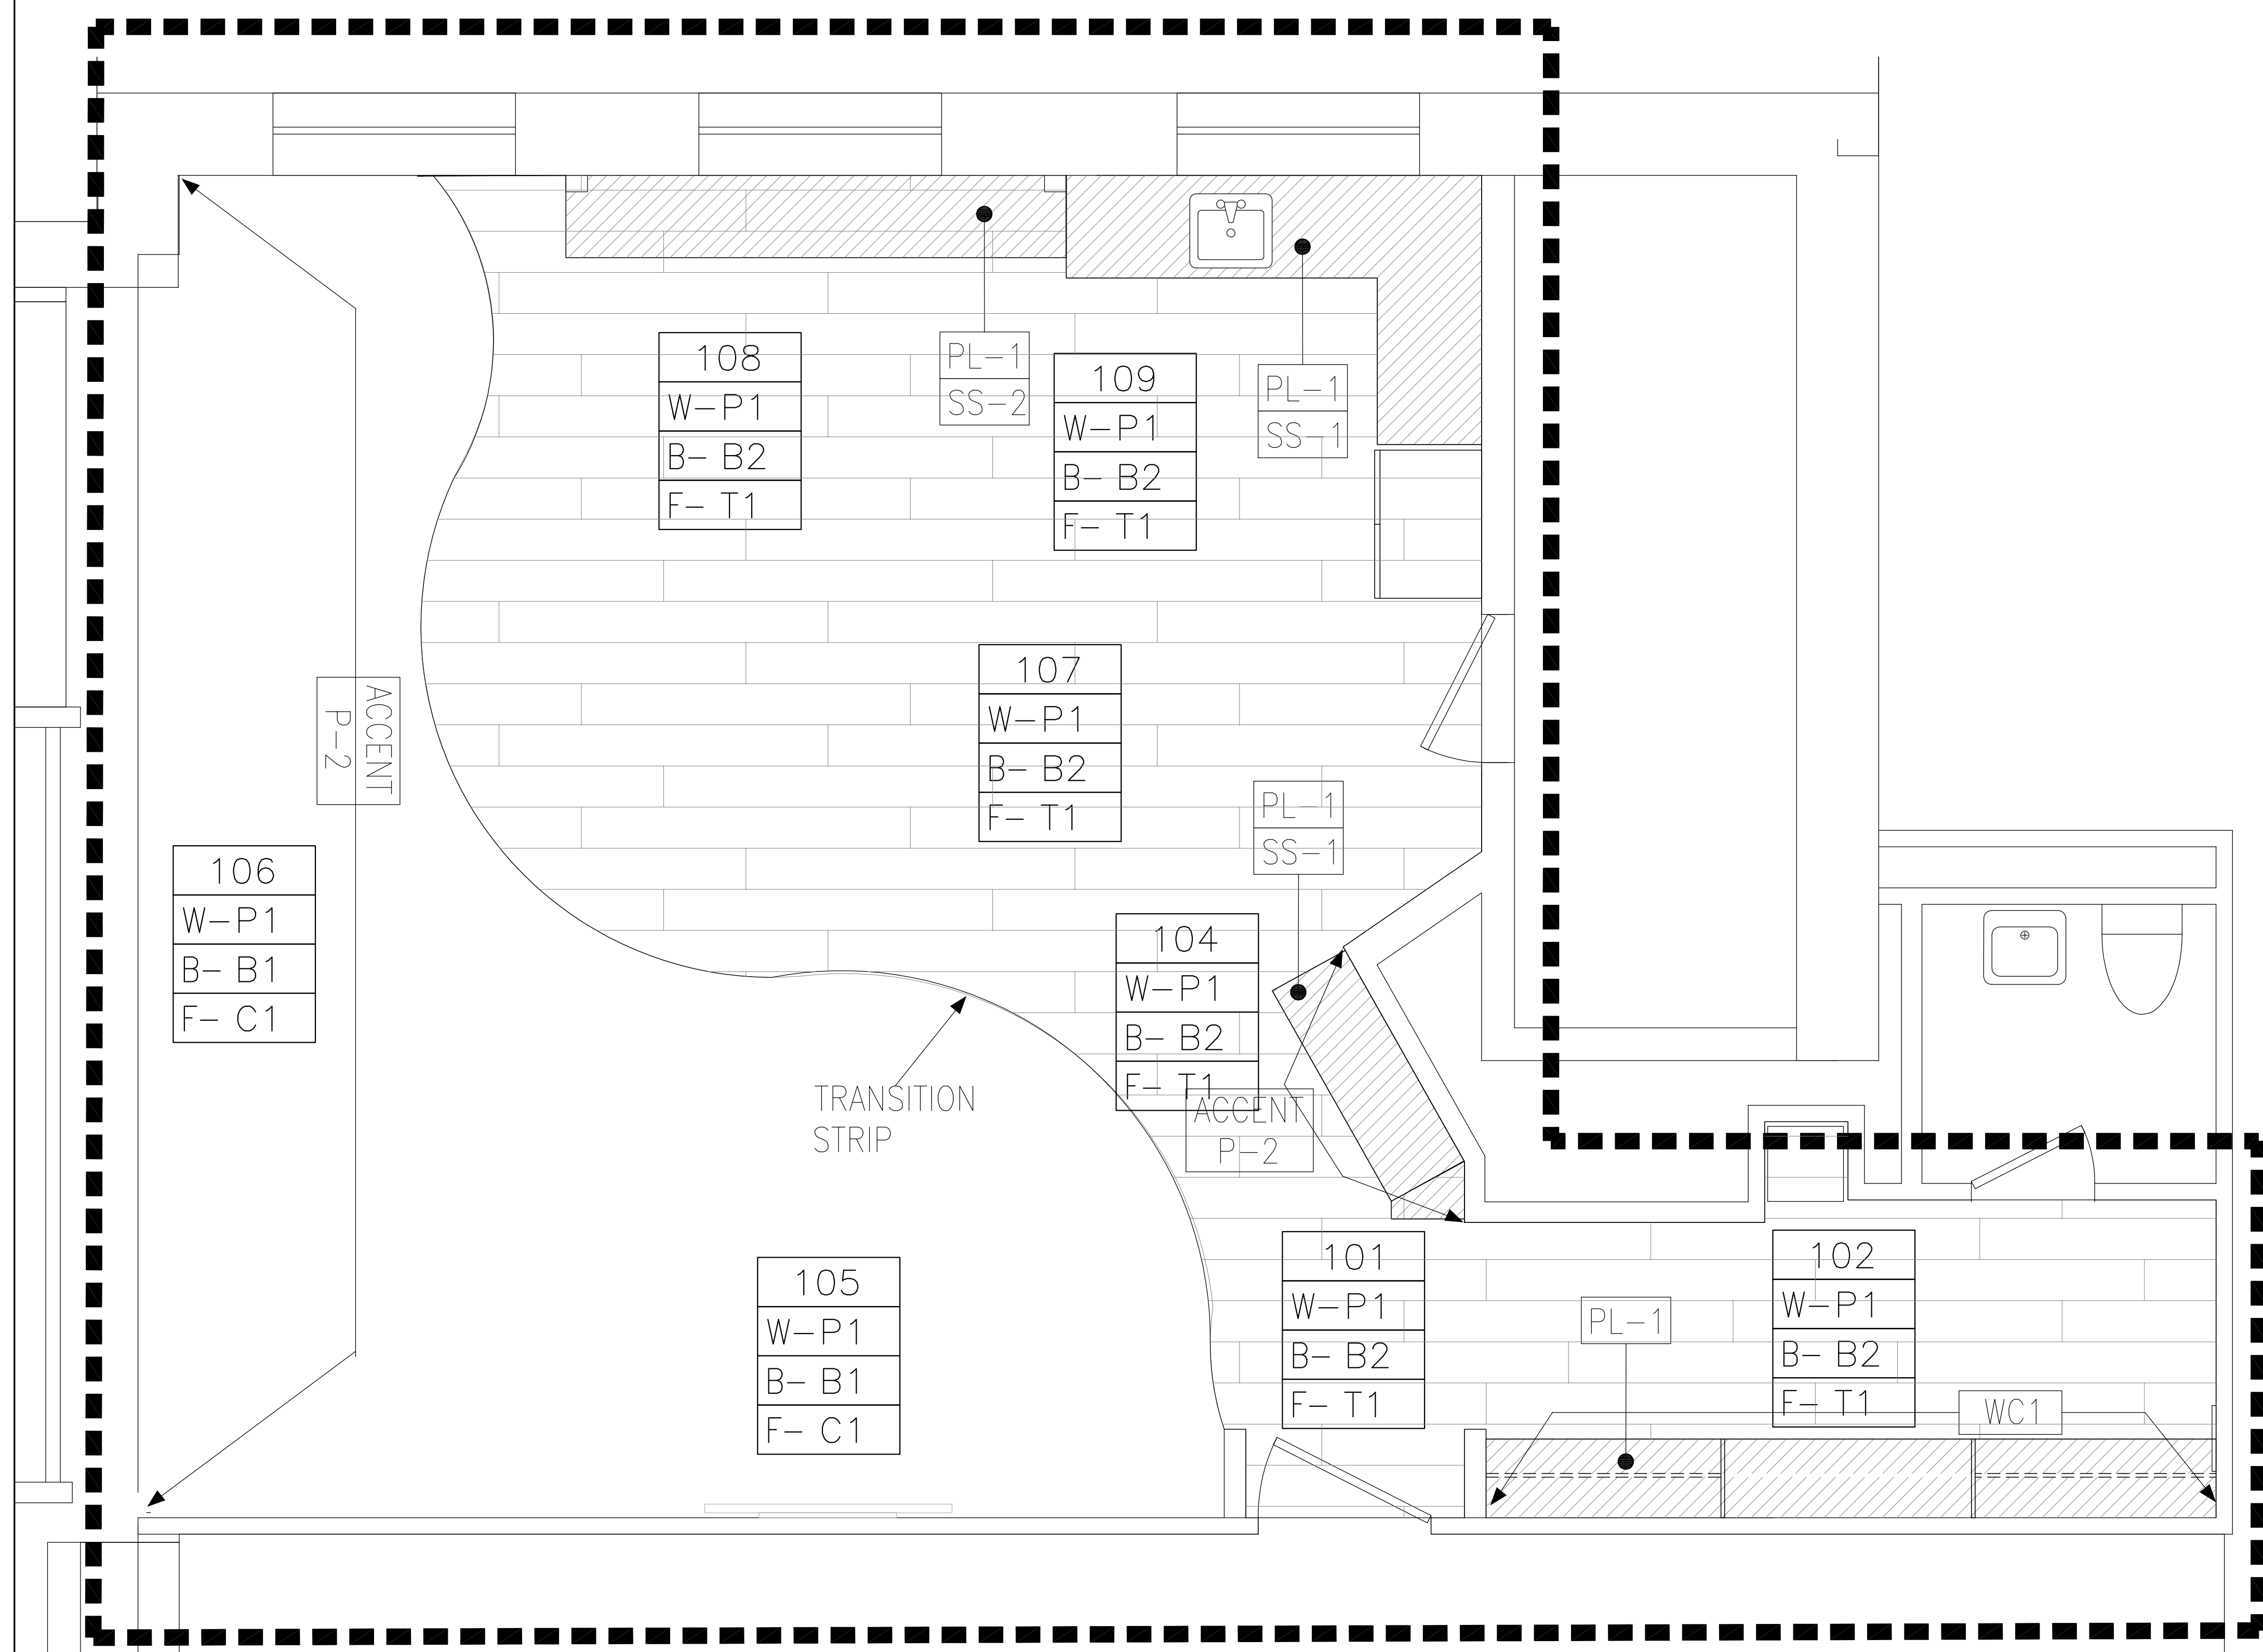 108
W-P1
B- B2
F- T1
PL-1
SS-2
109
W-P1
B- B2
F- T1
PL-1
SS-1
107
W-P1
B- B2
F- T1
ACCENT
P-2
PL-1
SS-1
106
W-P1
B- B1
F- C1
104
W-P1
B- B2
F- T1
TRANSITION
STRIP
ACCENT
P-2
101
W-P1
B- B2
F- T1
102
W-P1
B- B2
F- T1
105
W-P1
B- B1
F- C1
PL-1
WC1